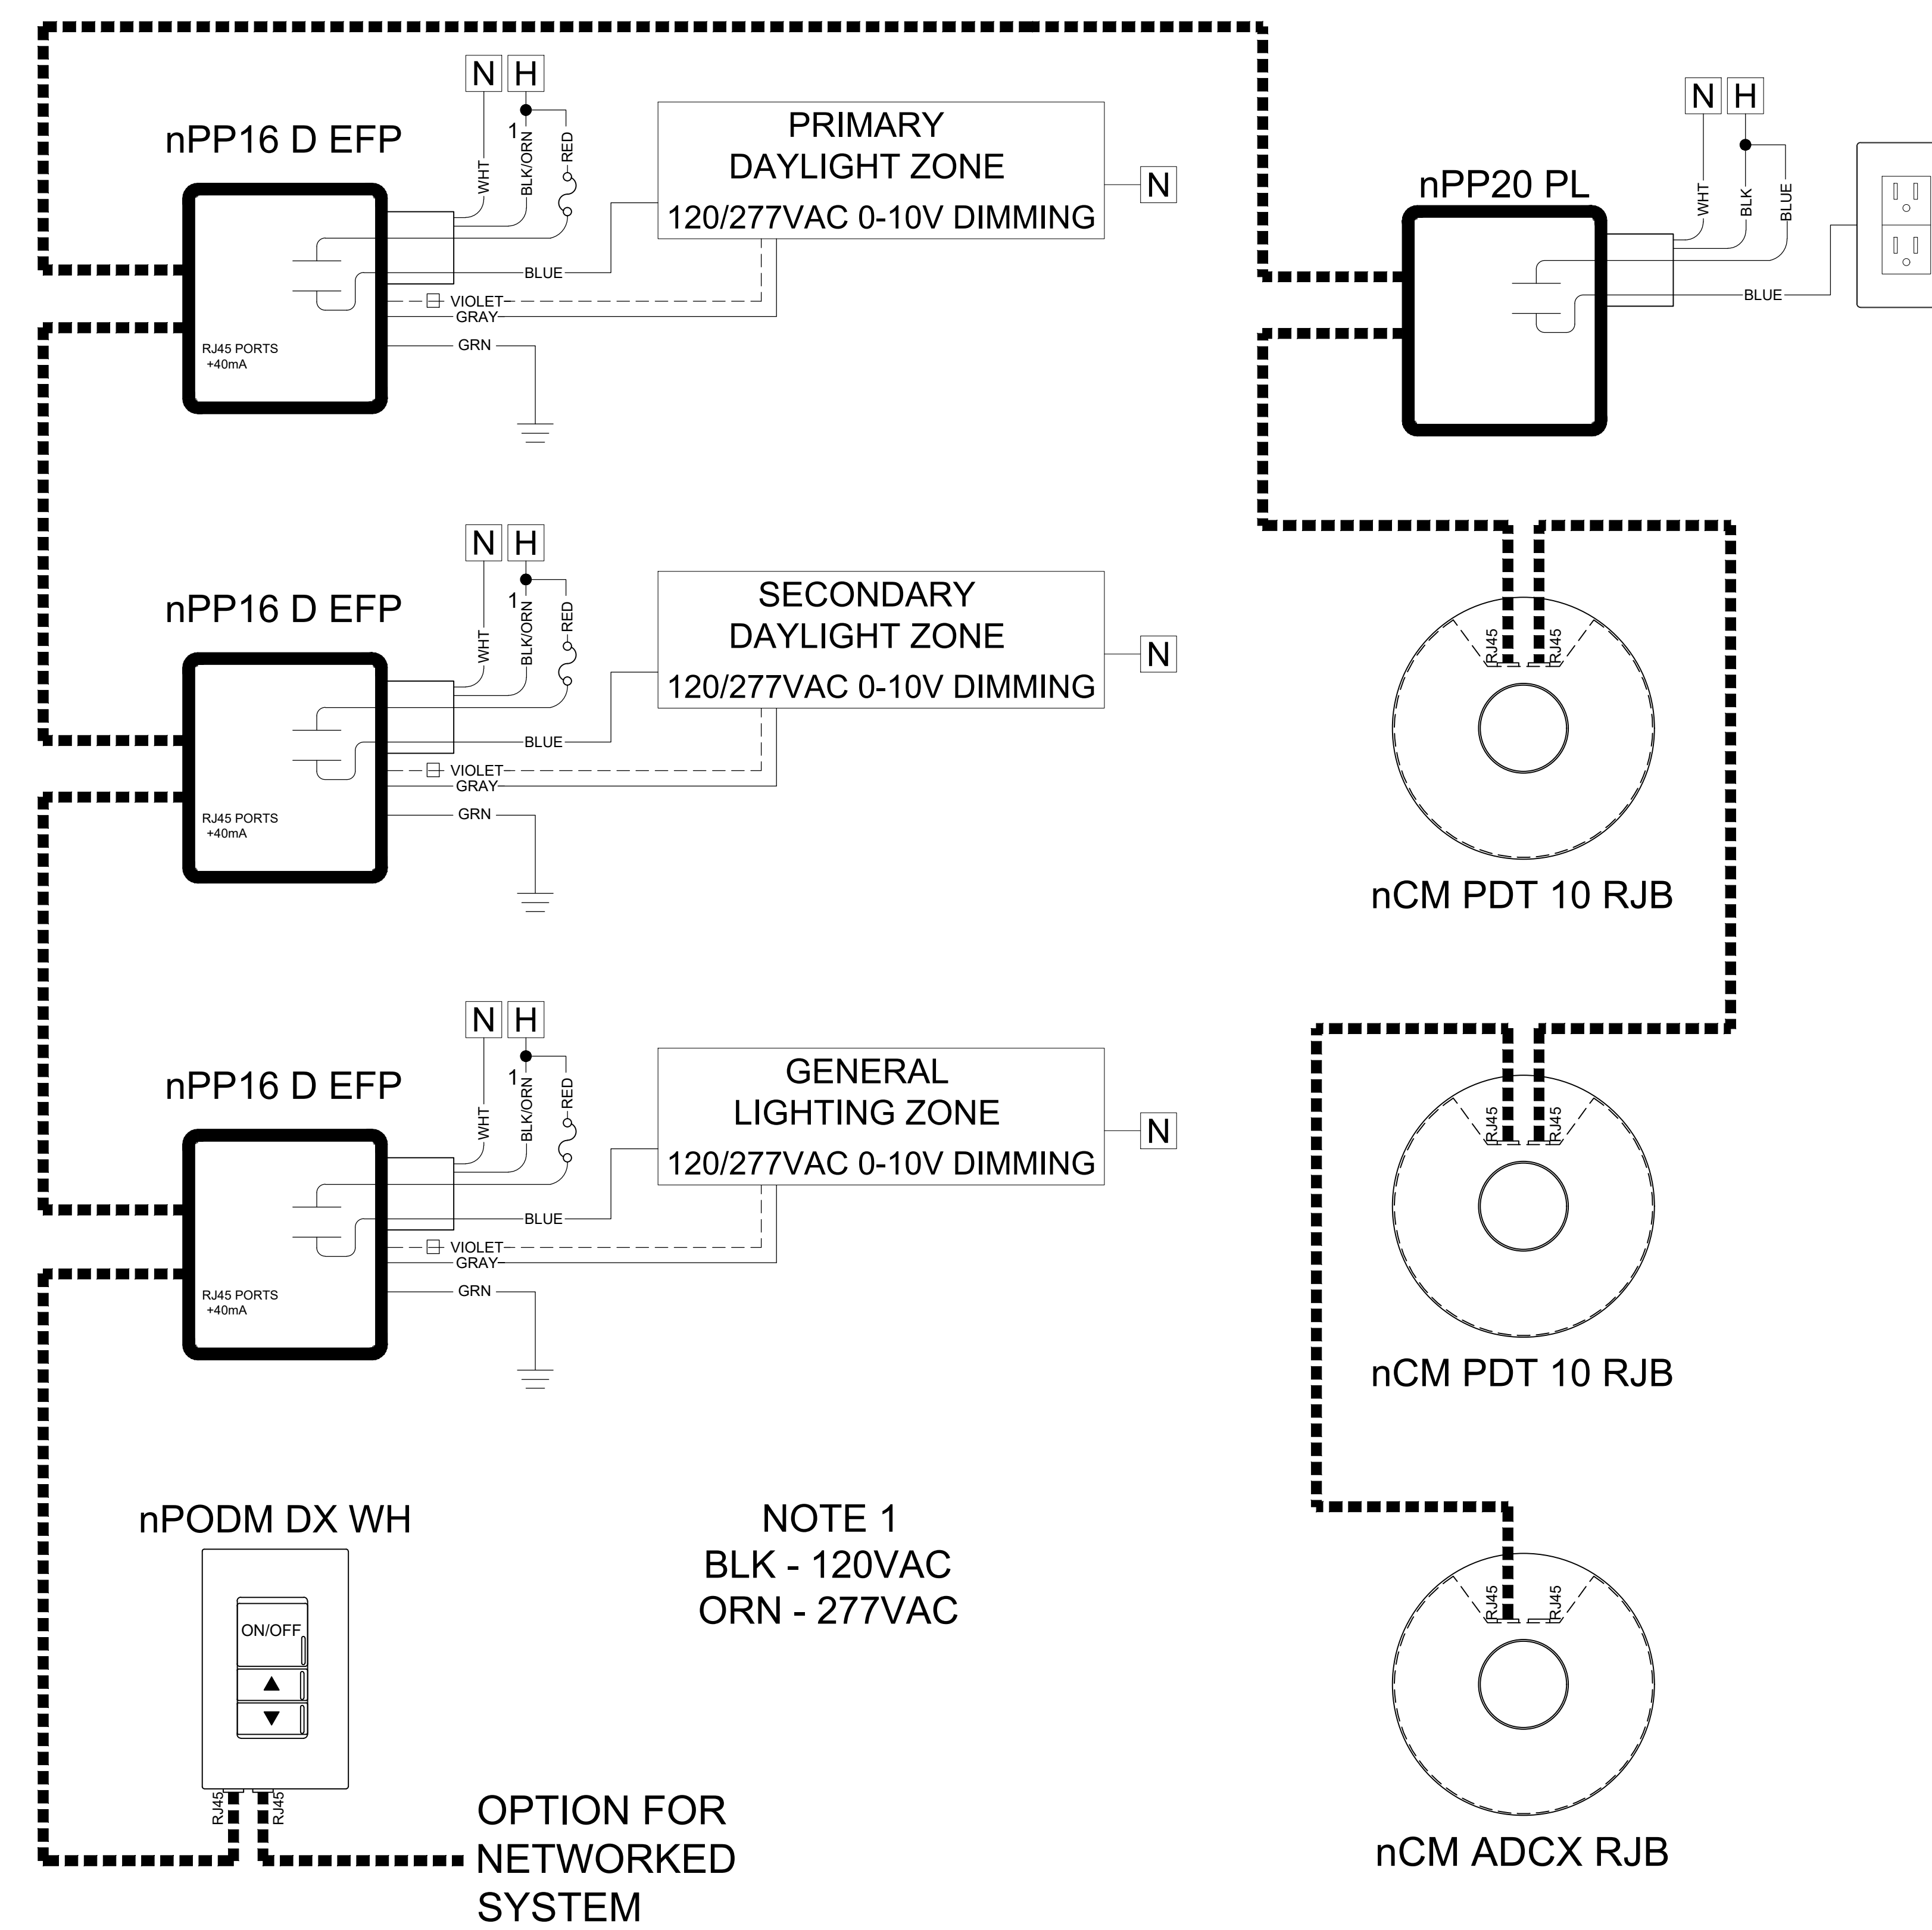 N H
nPP16 D EFP
1
WHT
BLK/ORN
RED
PRIMARY
DAYLIGHT ZONE
120/277VAC 0-10V DIMMING
N
BLUE
VIOLET
GRAY
GRN
RJ45 PORTS
+40mA
N H
nPP20 PL
WHT
BLK
BLUE
BLUE
N H
nPP16 D EFP
1
WHT
BLK/ORN
RED
SECONDARY
DAYLIGHT ZONE
120/277VAC 0-10V DIMMING
N
BLUE
VIOLET
GRAY
GRN
RJ45 PORTS
+40mA
RJ45
RJ45
nCM PDT 10 RJB
N H
nPP16 D EFP
1
WHT
BLK/ORN
RED
GENERAL
LIGHTING ZONE
120/277VAC 0-10V DIMMING
N
BLUE
VIOLET
GRAY
GRN
RJ45 PORTS
+40mA
RJ45
RJ45
nCM PDT 10 RJB
nPODM DX WH
ON/OFF
RJ45
RJ45
NOTE 1
BLK - 120VAC
ORN - 277VAC
OPTION FOR
NETWORKED
SYSTEM
RJ45
RJ45
nCM ADCX RJB